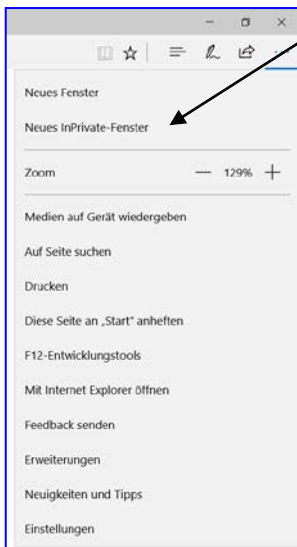 Neues Fenster
Neues InPrivate-Fenster
Zoom — 129% +
Medien auf Gerät wiedergeben
Auf Seite suchen
Drucken
Diese Seite an „Start“ anheften
F12-Entwicklungstools
Mit Internet Explorer öffnen
Feedback senden
Erweiterungen
Neuigkeiten und Tipps
Einstellungen